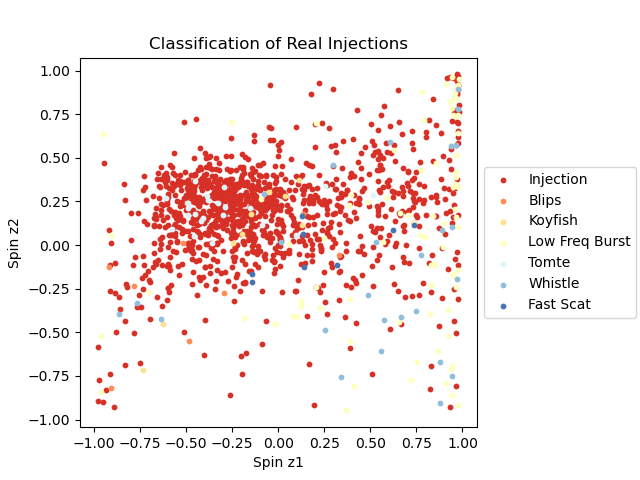 Classification of Real Injections
1.00
0.75
0.50
0.25
0.00
−0.25
−0.50
−0.75
−1.00
Spin z2
−1.00 −0.75 −0.50 −0.25 0.00 0.25 0.50 0.75 1.00
Spin z1
Injection
Blips
Koyfish
Low Freq Burst
Tomte
Whistle
Fast Scat